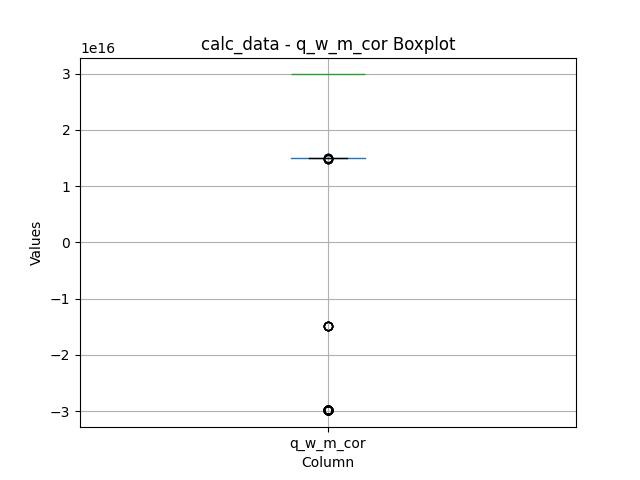 calc_data - q_w_m_cor Boxplot
1e16
3
2
1
0
−1
−2
−3
Values
q_w_m_cor
Column